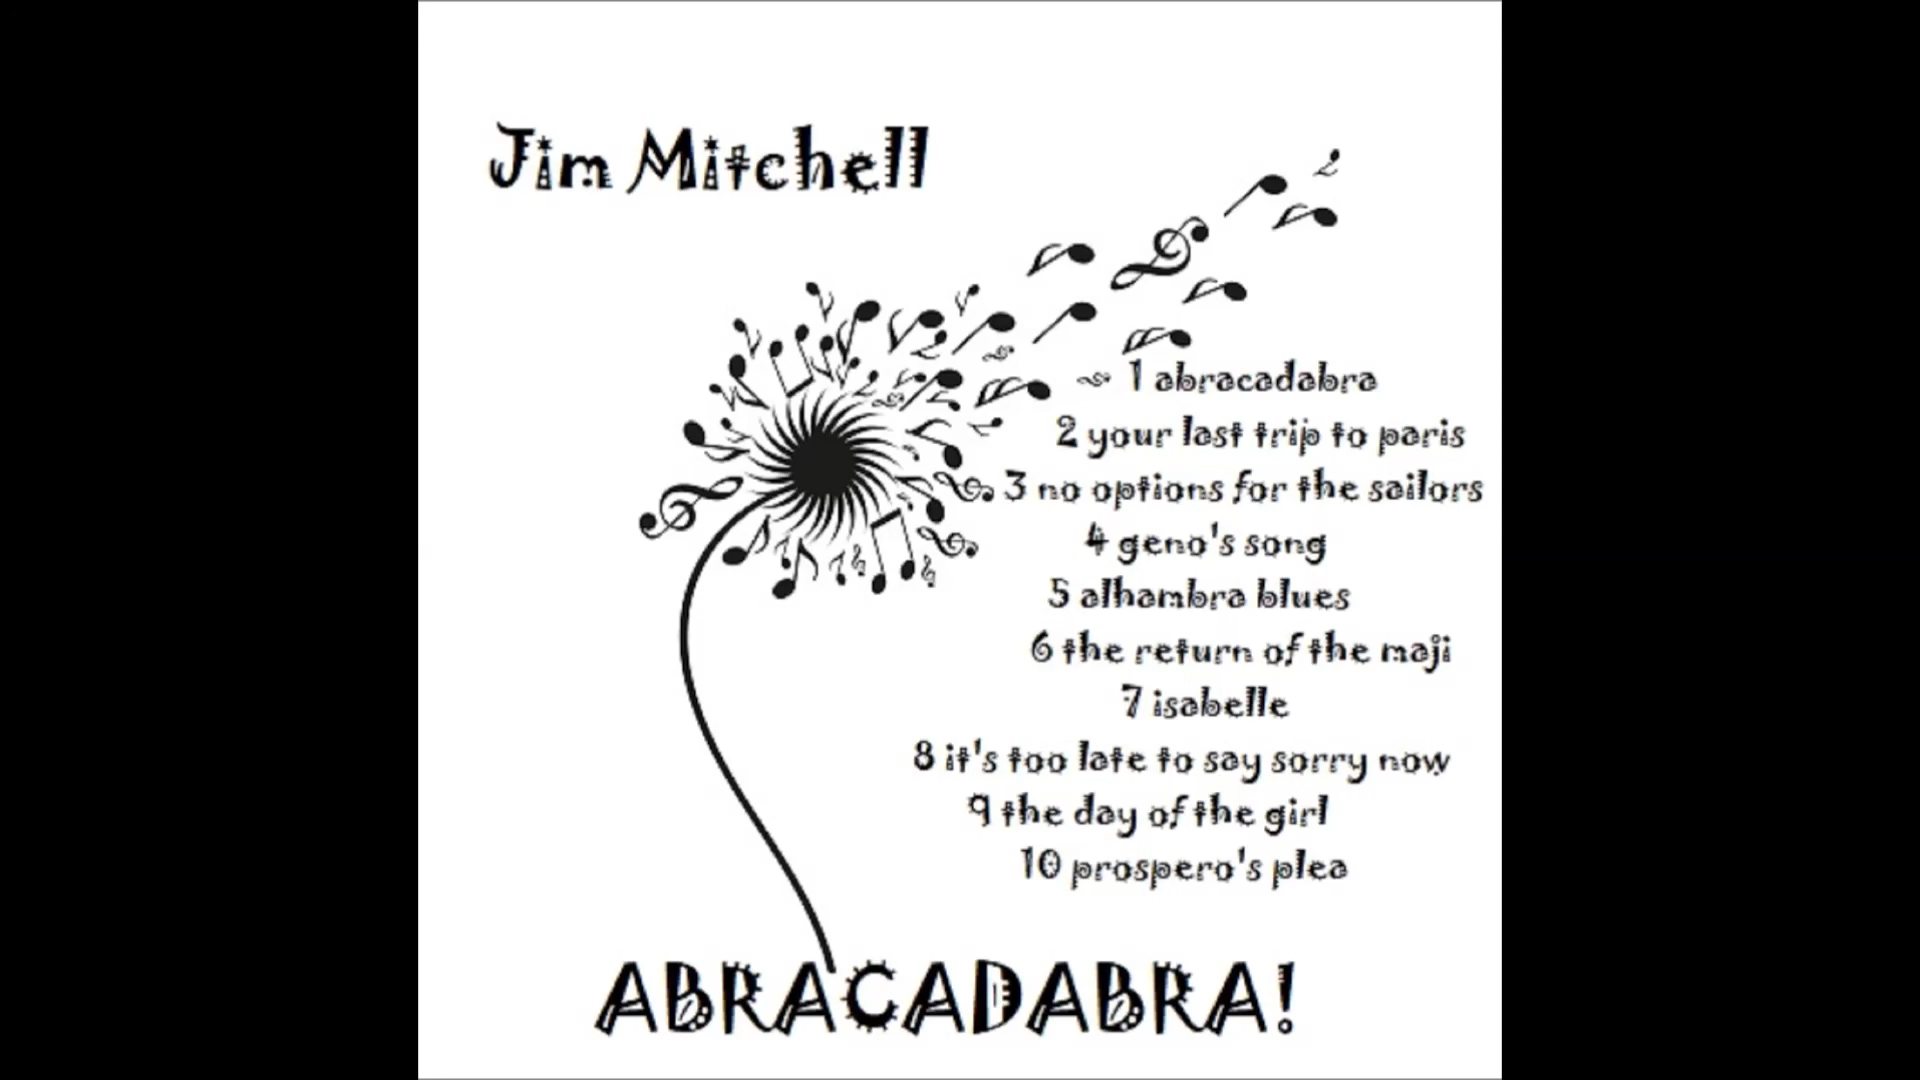 Jim Mitchell
1 abracadabra
2 your last trip to paris
3 no options for the sailors
4 geno's song
5 alhambra blues
6 the return of the maji
7 isabelle
8 it's too late to say sorry now
9 the day of the girl
10 prospero's plea
ABRACADABRA!